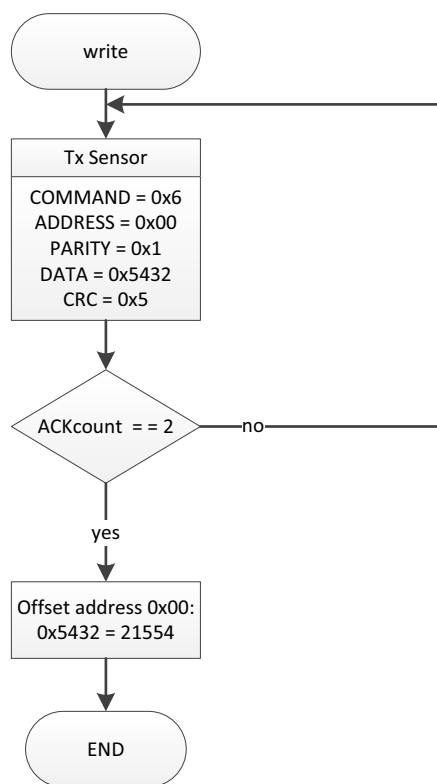 write
Tx Sensor
COMMAND = 0x6
ADDRESS = 0x00
PARITY = 0x1
DATA = 0x5432
CRC = 0x5
ACKcount = = 2
no
yes
Offset address 0x00:
0x5432 = 21554
END